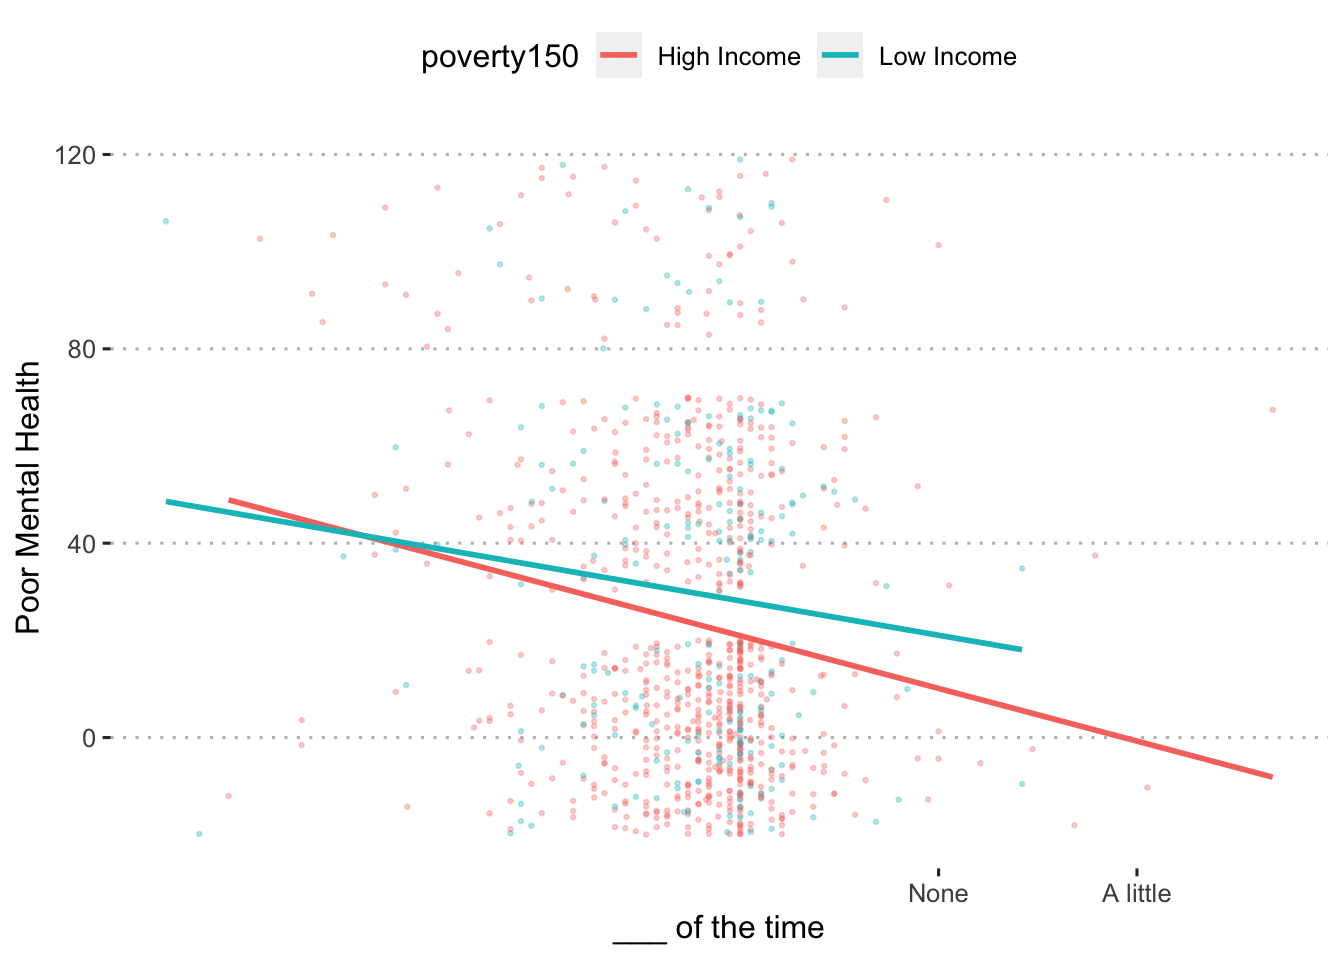 poverty150 High Income Low Income
120
80
40
0
Poor Mental Health
None A little
___ of the time